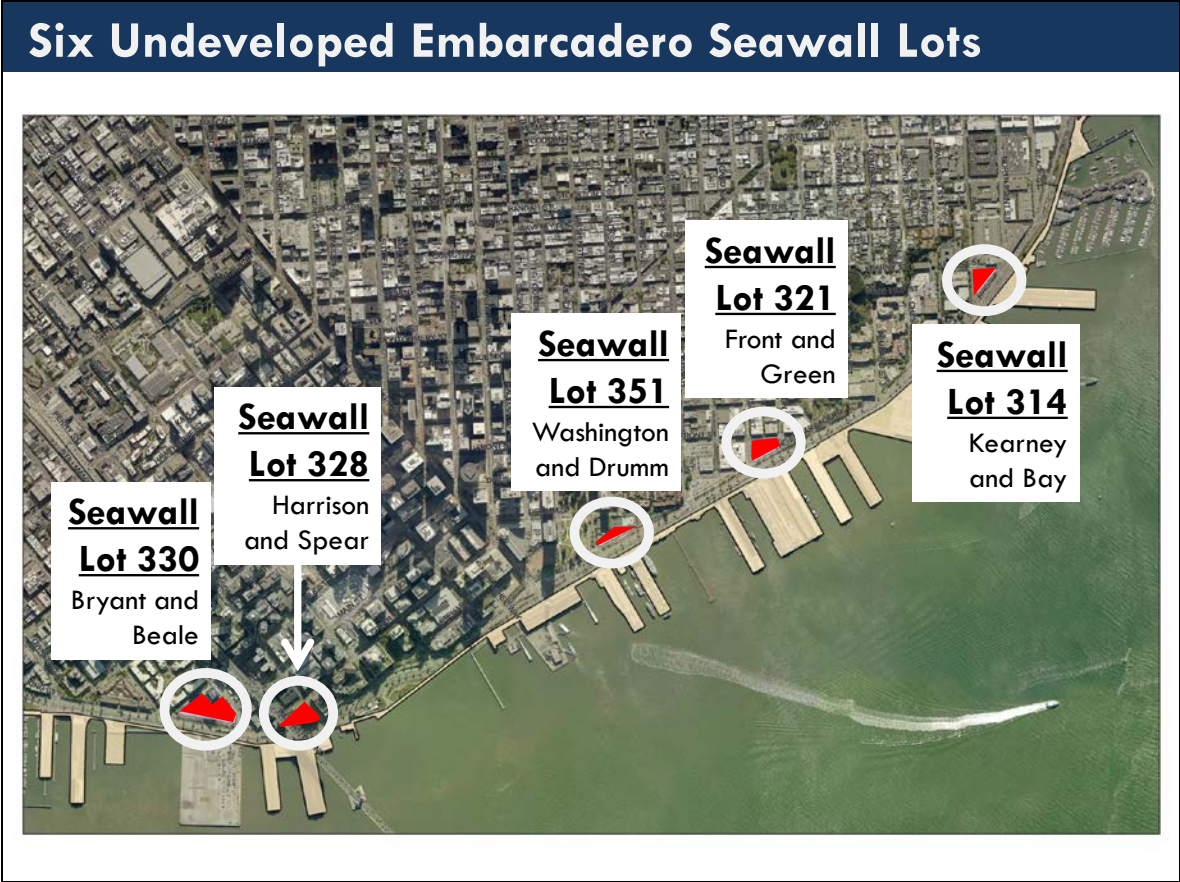 Six Undeveloped Embarcadero Seawall Lots
Seawall
Lot 330
Bryant and
Beale
Seawall
Lot 328
Harrison
and Spear
Seawall
Lot 351
Washington
and Drumm
Seawall
Lot 321
Front and
Green
Seawall
Lot 314
Kearney
and Bay